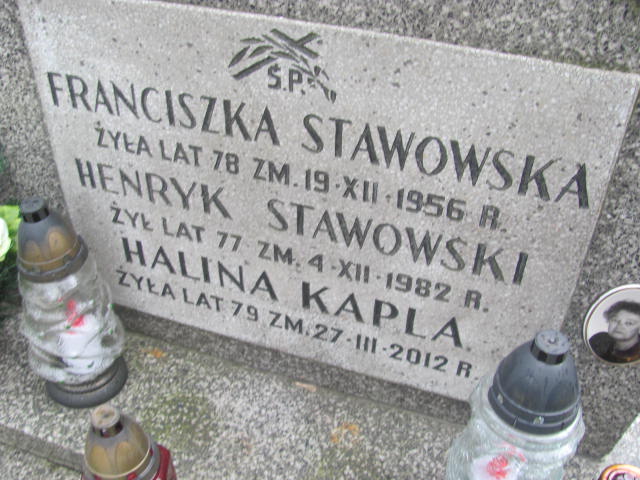 Ś.P.
FRANCISZKA STAWOWSKA
ŻYŁA LAT 78 ZM. 19·XII·1956 R.
HENRYK STAWOWSKI
ŻYŁ LAT 77 ZM. 4·XII·1982 R.
HALINA KAPLA
ŻYŁA LAT 79 ZM. 27·III·2012 R.